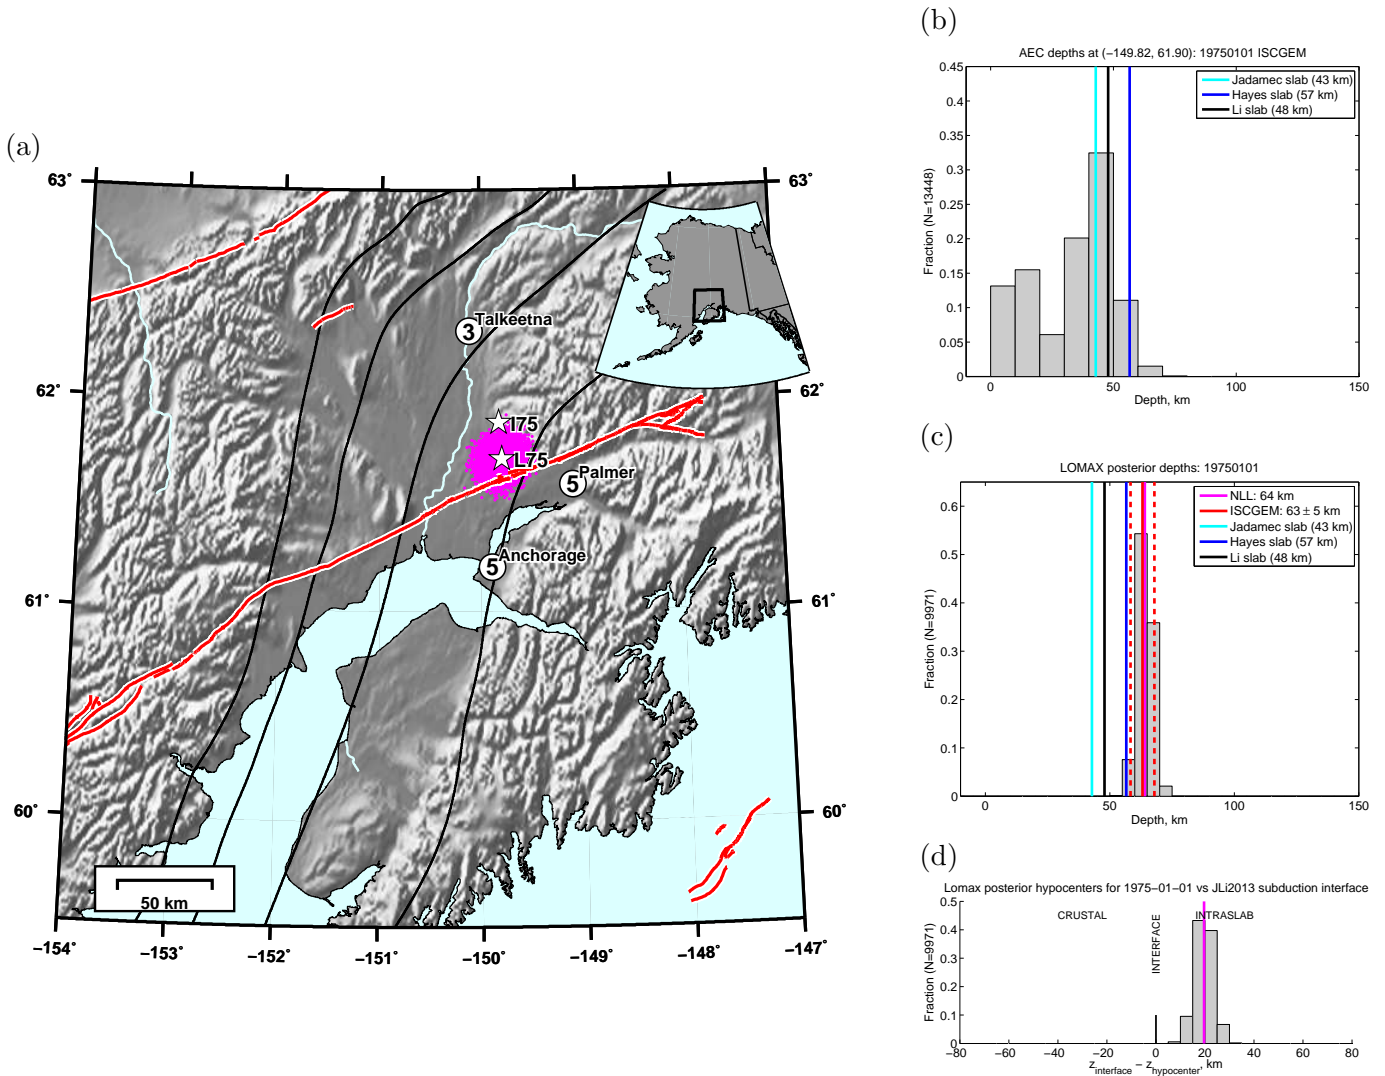 (a)
63˚
63˚
62˚
62˚
61˚
61˚
60˚
60˚
−154˚
−153˚
−152˚
−151˚
−150˚
−149˚
−148˚
−147˚
3
Talkeetna
I75
L75
5
Palmer
5
Anchorage
50 km
(b)
AEC depths at (−149.82, 61.90): 19750101 ISCGEM
Jadamec slab (43 km)
Hayes slab (57 km)
Li slab (48 km)
Fraction (N=13448)
0.45
0.4
0.35
0.3
0.25
0.2
0.15
0.1
0.05
0
0
50
100
150
Depth, km
(c)
LOMAX posterior depths: 19750101
NLL: 64 km
ISCGEM: 63 ± 5 km
Jadamec slab (43 km)
Hayes slab (57 km)
Li slab (48 km)
Fraction (N=9971)
0.6
0.5
0.4
0.3
0.2
0.1
0
0
50
100
150
Depth, km
(d)
Lomax posterior hypocenters for 1975−01−01 vs JLi2013 subduction interface
CRUSTAL
INTERFACE
INTRASLAB
Fraction (N=9971)
0.5
0.4
0.3
0.2
0.1
0
−80
−60
−40
−20
0
20
40
60
80
z_interface − z_hypocenter, km